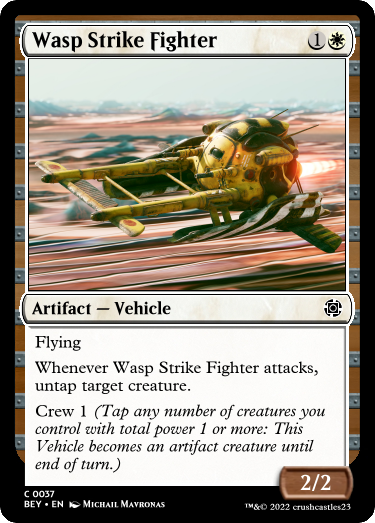 Wasp Strike Fighter 1
Artifact — Vehicle
Flying
Whenever Wasp Strike Fighter attacks,
untap target creature.
Crew 1 (Tap any number of creatures you
control with total power 1 or more: This
Vehicle becomes an artifact creature until
end of turn.)
2/2
C 0037
BEY • EN Michail Mavronas
™&© 2022 crushcastles23